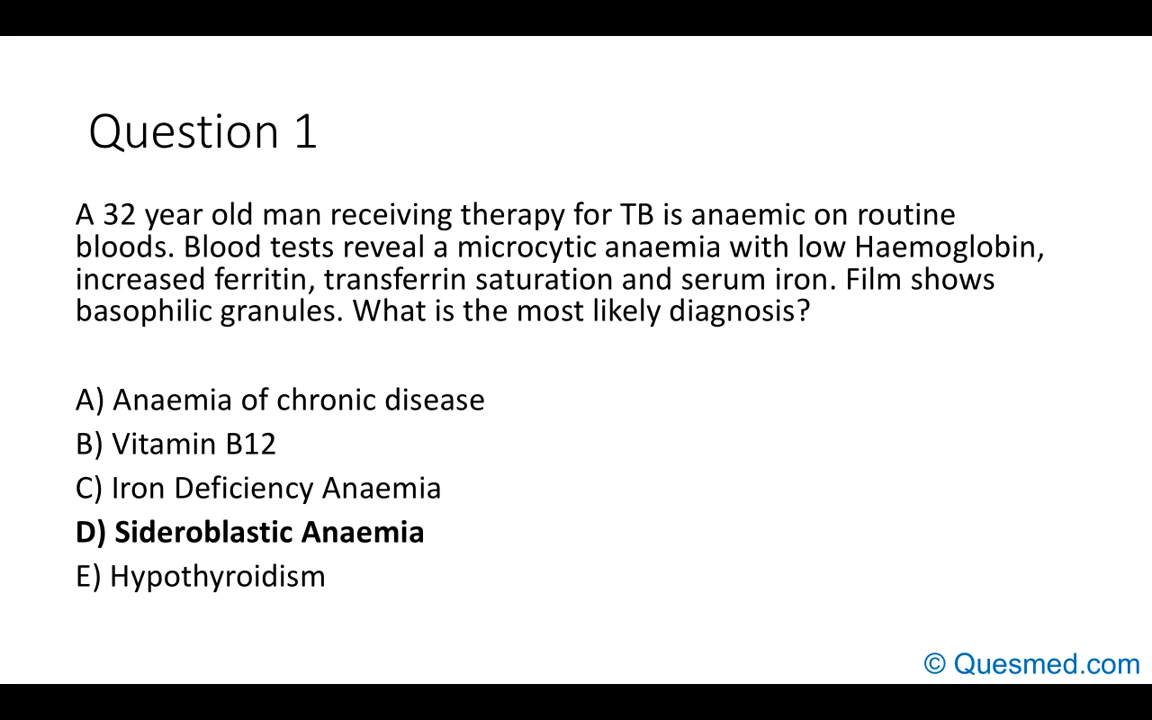 Question 1
A 32 year old man receiving therapy for TB is anaemic on routine
bloods. Blood tests reveal a microcytic anaemia with low Haemoglobin,
increased ferritin, transferrin saturation and serum iron. Film shows
basophilic granules. What is the most likely diagnosis?
A) Anaemia of chronic disease
B) Vitamin B12
C) Iron Deficiency Anaemia
D) Sideroblastic Anaemia
E) Hypothyroidism
© Quesmed.com